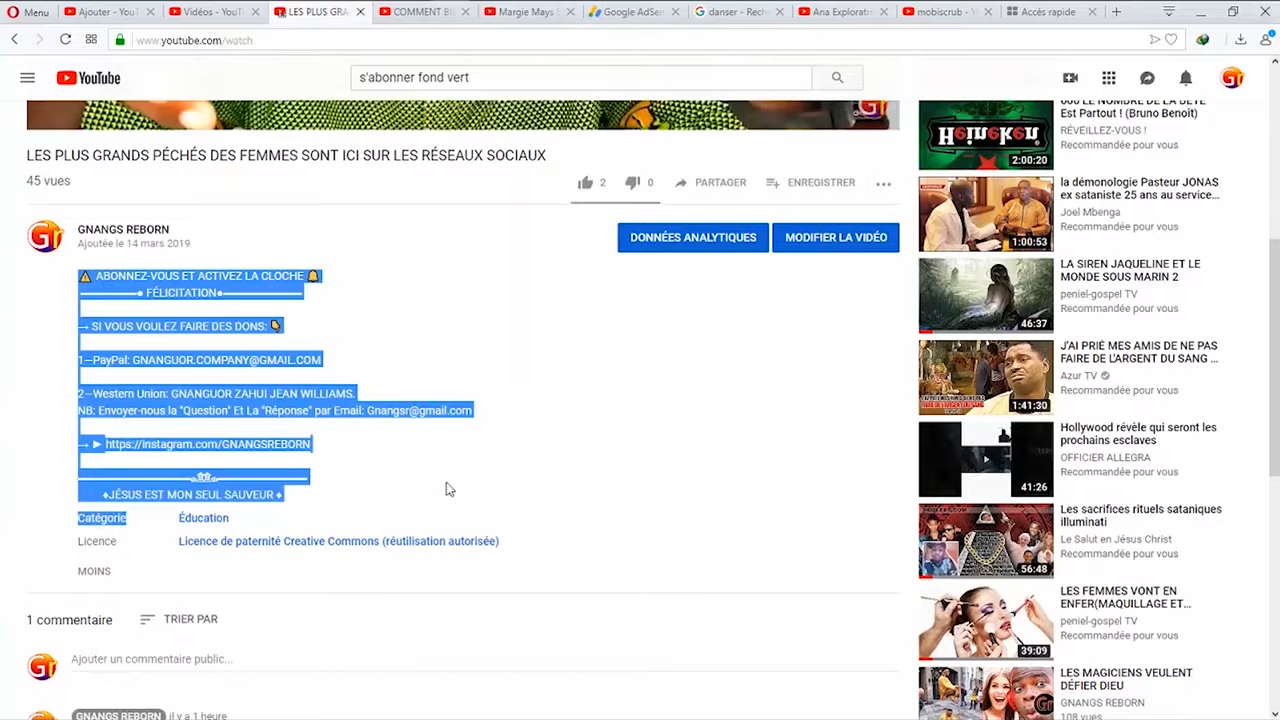 Menu
Ajouter - YouT
Vidéos - YouT
LES PLUS GRA
COMMENT BL
Margie Mays
Google AdSen
danser - Rech
Ana Explorati
mobiscrub - W
Accès rapide
www.youtube.com/watch
YouTube
s'abonner fond vert
LES PLUS GRANDS PÉCHÉS DES FEMMES SONT ICI SUR LES RÉSEAUX SOCIAUX
45 vues
2
0
PARTAGER
ENREGISTRER
GNANGS REBORN
Ajoutée le 14 mars 2019
DONNÉES ANALYTIQUES
MODIFIER LA VIDÉO
⚠ ABONNEZ-VOUS ET ACTIVEZ LA CLOCHE 🔔
FÉLICITATION
→ SI VOUS VOULEZ FAIRE DES DONS: 👇
1—PayPal: GNANGUOR.COMPANY@GMAIL.COM
2—Western Union: GNANGUOR ZAHUI JEAN WILLIAMS.
NB: Envoyer-nous la "Question" Et La "Réponse" par Email: Gnangsr@gmail.com
→ ► https://instagram.com/GNANGSREBORN
♦JÉSUS EST MON SEUL SAUVEUR ♦
Catégorie
Éducation
Licence
Licence de paternité Creative Commons (réutilisation autorisée)
MOINS
1 commentaire
TRIER PAR
Gr
Ajouter un commentaire public...
GNANGS REBORN il y a 1 heure
666 LE NOMBRE DE LA BÊTE
Est Partout ! (Bruno Benoît)
RÉVEILLEZ-VOUS !
Recommandée pour vous
Heineken
2:00:20
la démonologie Pasteur JONAS
ex sataniste 25 ans au service...
Joel Mbenga
Recommandée pour vous
1:00:53
LA SIREN JAQUELINE ET LE
MONDE SOUS MARIN 2
peniel-gospel TV
Recommandée pour vous
46:37
J'AI PRIÉ MES AMIS DE NE PAS
FAIRE DE L'ARGENT DU SANG ...
Azur TV
Recommandée pour vous
1:41:30
Hollywood révèle qui seront les
prochains esclaves
OFFICIER ALLEGRA
Recommandée pour vous
41:26
Les sacrifices rituels sataniques
illuminati
Le Salut en Jésus Christ
Recommandée pour vous
56:48
LES FEMMES VONT EN
ENFER(MAQUILLAGE ET...
peniel-gospel TV
Recommandée pour vous
39:09
LES MAGICIENS VEULENT
DÉFIER DIEU
GNANGS REBORN
108 vues